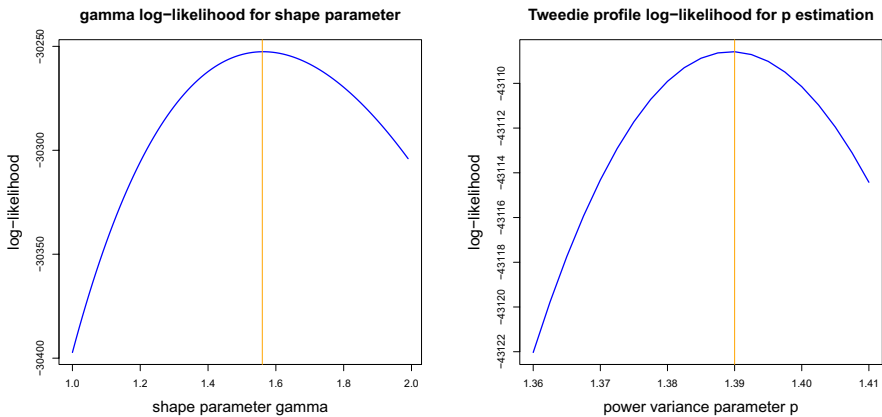 gamma log−likelihood for shape parameter
log−likelihood
−30250
−30300
−30350
−30400
1.0 1.2 1.4 1.6 1.8 2.0
shape parameter gamma
Tweedie profile log−likelihood for p estimation
log−likelihood
−43110
−43112
−43114
−43116
−43118
−43120
−43122
1.36 1.37 1.38 1.39 1.40 1.41
power variance parameter p